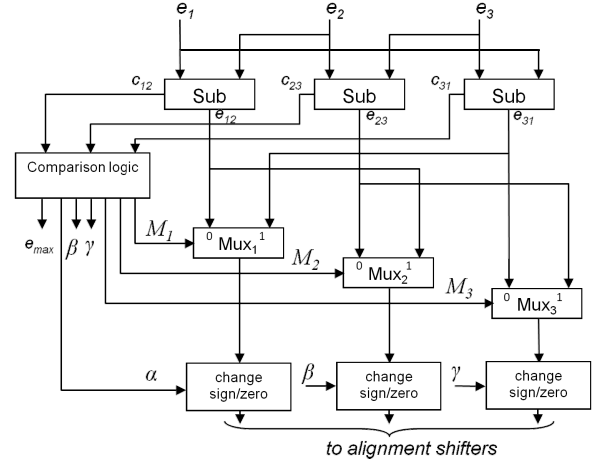 e1 e2 e3
c12 c23 c31
Sub Sub Sub
e12 e23 e31
Comparison logic
emax β γ
M1 0 Mux1 1
M2 0 Mux2 1
M3 0 Mux3 1
α change sign/zero
β change sign/zero
γ change sign/zero
to alignment shifters